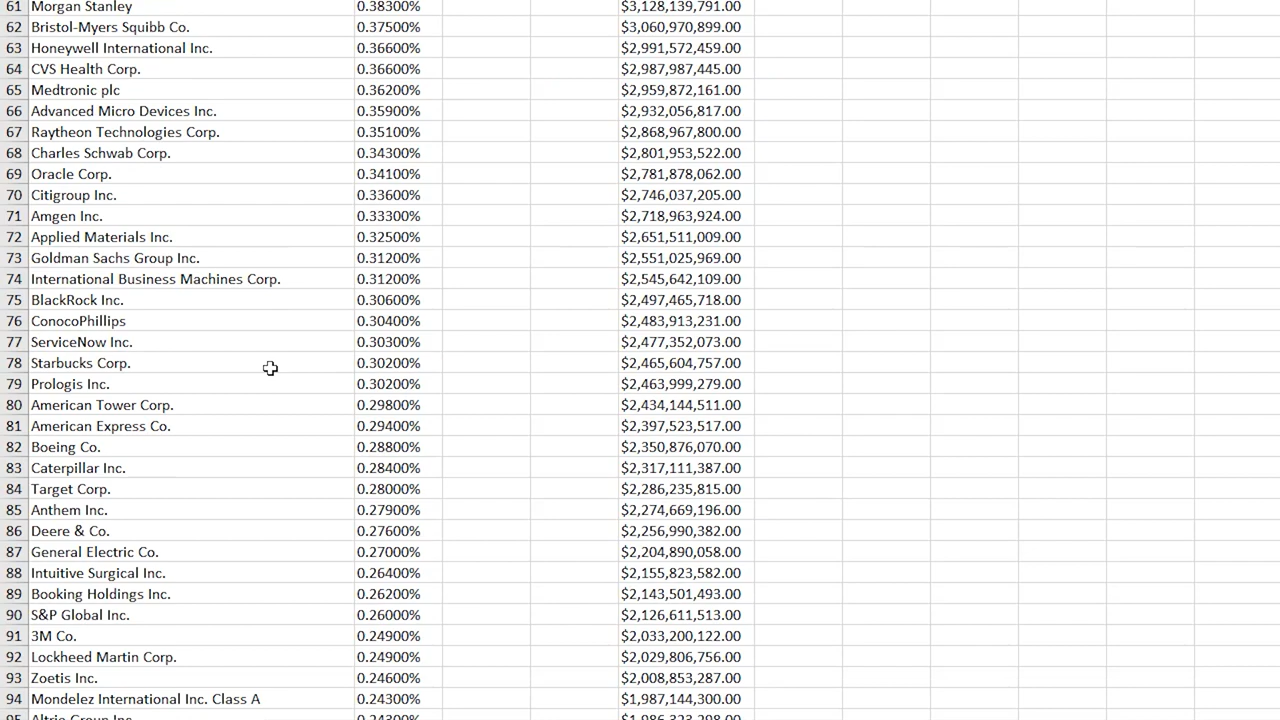 61 Morgan Stanley 0.38300% $3,128,139,791.00
62 Bristol-Myers Squibb Co. 0.37500% $3,060,970,899.00
63 Honeywell International Inc. 0.36600% $2,991,572,459.00
64 CVS Health Corp. 0.36600% $2,987,987,445.00
65 Medtronic plc 0.36200% $2,959,872,161.00
66 Advanced Micro Devices Inc. 0.35900% $2,932,056,817.00
67 Raytheon Technologies Corp. 0.35100% $2,868,967,800.00
68 Charles Schwab Corp. 0.34300% $2,801,953,522.00
69 Oracle Corp. 0.34100% $2,781,878,062.00
70 Citigroup Inc. 0.33600% $2,746,037,205.00
71 Amgen Inc. 0.33300% $2,718,963,924.00
72 Applied Materials Inc. 0.32500% $2,651,511,009.00
73 Goldman Sachs Group Inc. 0.31200% $2,551,025,969.00
74 International Business Machines Corp. 0.31200% $2,545,642,109.00
75 BlackRock Inc. 0.30600% $2,497,465,718.00
76 ConocoPhillips 0.30400% $2,483,913,231.00
77 ServiceNow Inc. 0.30300% $2,477,352,073.00
78 Starbucks Corp. 0.30200% $2,465,604,757.00
79 Prologis Inc. 0.30200% $2,463,999,279.00
80 American Tower Corp. 0.29800% $2,434,144,511.00
81 American Express Co. 0.29400% $2,397,523,517.00
82 Boeing Co. 0.28800% $2,350,876,070.00
83 Caterpillar Inc. 0.28400% $2,317,111,387.00
84 Target Corp. 0.28000% $2,286,235,815.00
85 Anthem Inc. 0.27900% $2,274,669,196.00
86 Deere & Co. 0.27600% $2,256,990,382.00
87 General Electric Co. 0.27000% $2,204,890,058.00
88 Intuitive Surgical Inc. 0.26400% $2,155,823,582.00
89 Booking Holdings Inc. 0.26200% $2,143,501,493.00
90 S&P Global Inc. 0.26000% $2,126,611,513.00
91 3M Co. 0.24900% $2,033,200,122.00
92 Lockheed Martin Corp. 0.24900% $2,029,806,756.00
93 Zoetis Inc. 0.24600% $2,008,853,287.00
94 Mondelez International Inc. Class A 0.24300% $1,987,144,300.00
95 Altria Group Inc. 0.24300% $1,986,323,298.00